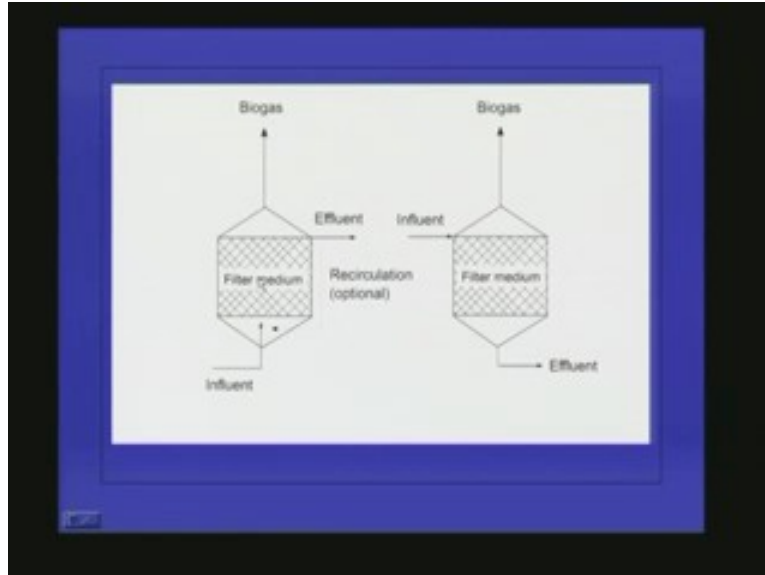 Biogas
Biogas
Effluent
Influent
Filter medium
Recirculation
(optional)
Filter medium
Influent
Effluent